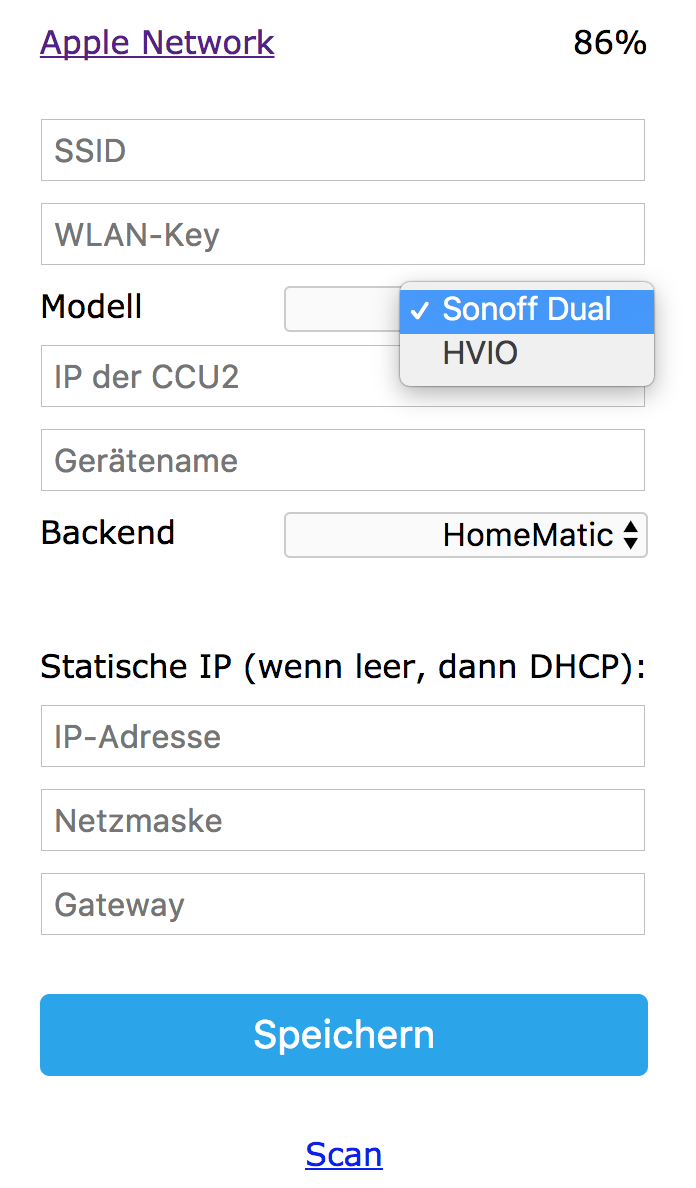 Apple Network 86%
SSID
WLAN-Key
Modell ✓ Sonoff Dual
HVIO
IP der CCU2
Gerätename
Backend HomeMatic
Statische IP (wenn leer, dann DHCP):
IP-Adresse
Netzmaske
Gateway
Speichern
Scan